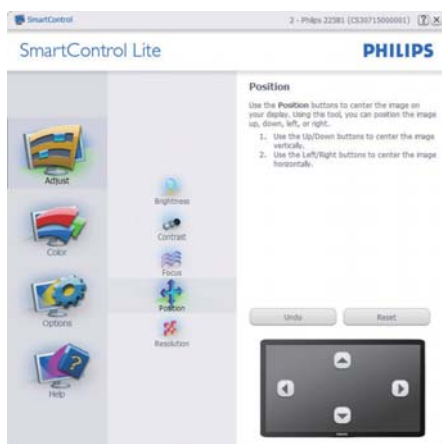 SmartControl
2 - Philips 225B1 (CS30715000001)
SmartControl Lite
PHILIPS
Adjust
Color
Options
Help
Brightness
Contrast
Focus
Position
Resolution
Position
Use the Position buttons to center the image on
your display. Using the tool, you can position the image
up, down, left, or right.
1. Use the Up/Down buttons to center the image
vertically.
2. Use the Left/Right buttons to center the image
horizontally.
Undo
Reset